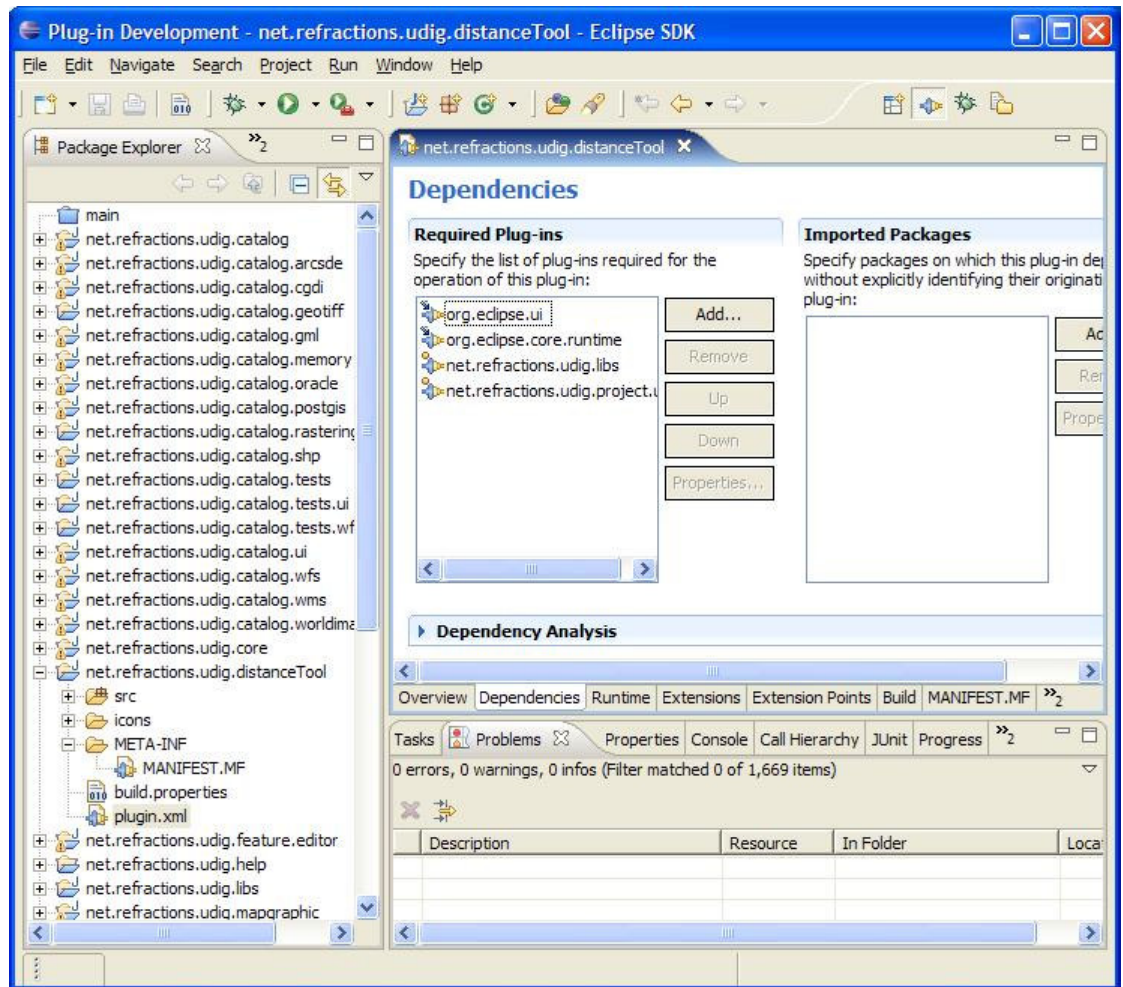 Plug-in Development - net.refractions.udig.distanceTool - Eclipse SDK
File Edit Navigate Search Project Run Window Help
Package Explorer
»2
net.refractions.udig.distanceTool
main
net.refractions.udig.catalog
net.refractions.udig.catalog.arcsde
net.refractions.udig.catalog.cgdi
net.refractions.udig.catalog.geotiff
net.refractions.udig.catalog.gml
net.refractions.udig.catalog.memory
net.refractions.udig.catalog.oracle
net.refractions.udig.catalog.postgis
net.refractions.udig.catalog.rastering
net.refractions.udig.catalog.shp
net.refractions.udig.catalog.tests
net.refractions.udig.catalog.tests.ui
net.refractions.udig.catalog.tests.wf
net.refractions.udig.catalog.ui
net.refractions.udig.catalog.wfs
net.refractions.udig.catalog.wms
net.refractions.udig.catalog.worldima
net.refractions.udig.core
net.refractions.udig.distanceTool
src
icons
META-INF
MANIFEST.MF
build.properties
plugin.xml
net.refractions.udig.feature.editor
net.refractions.udig.help
net.refractions.udig.libs
net.refractions.udig.mapgraphic
Dependencies
Required Plug-ins
Specify the list of plug-ins required for the
operation of this plug-in:
org.eclipse.ui
org.eclipse.core.runtime
net.refractions.udig.libs
net.refractions.udig.project.u
Add...
Remove
Up
Down
Properties...
Imported Packages
Specify packages on which this plug-in dep
without explicitly identifying their originati
plug-in:
Ad
Rem
Prope
Dependency Analysis
Overview Dependencies Runtime Extensions Extension Points Build MANIFEST.MF »2
Tasks Problems Properties Console Call Hierarchy JUnit Progress »2
0 errors, 0 warnings, 0 infos (Filter matched 0 of 1,669 items)
Description Resource In Folder Locat